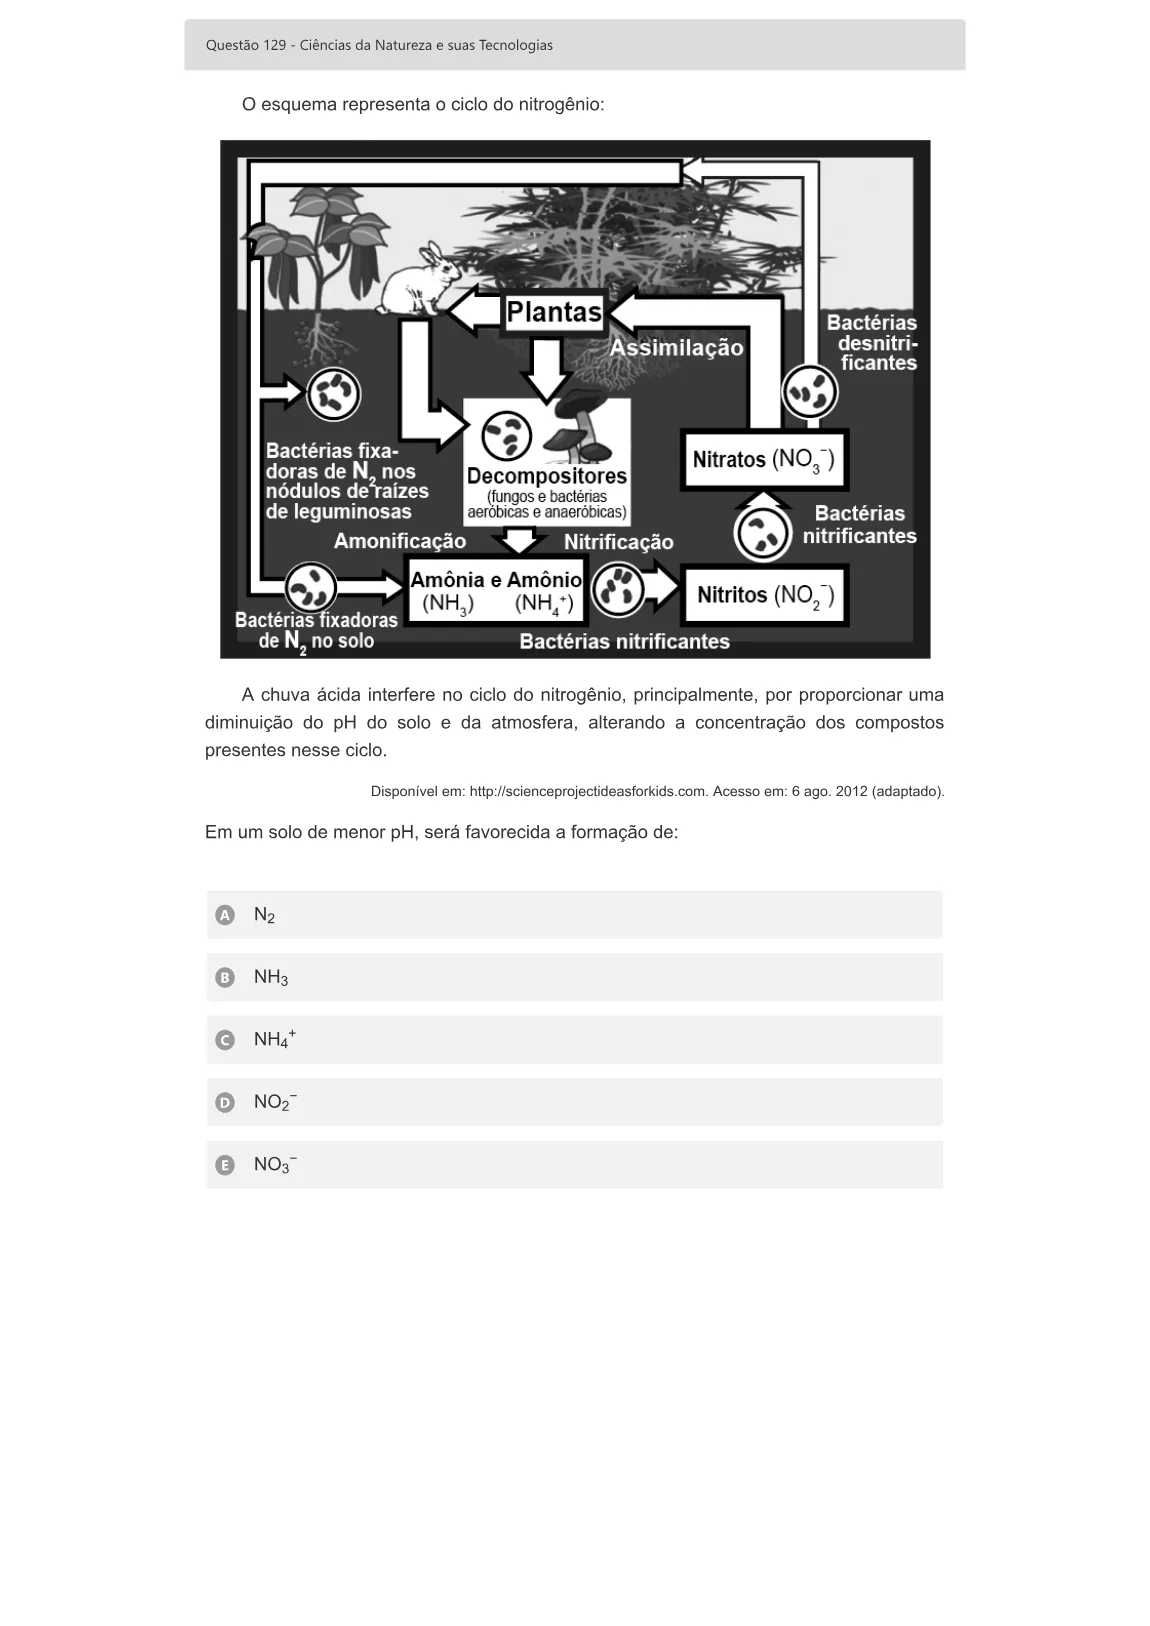 Questão 129 - Ciências da Natureza e suas Tecnologias
O esquema representa o ciclo do nitrogênio:
Plantas
Assimilação
Bactérias
desnitri-
ficantes
Bactérias fixa-
doras de N₂ nos
nódulos de raízes
de leguminosas
Decompositores
(fungos e bactérias
aeróbicas e anaeróbicas)
Nitratos (NO₃⁻)
Bactérias
nitrificantes
Amonificação
Nitrificação
Amônia e Amônio
(NH₃) (NH₄⁺)
Nitritos (NO₂⁻)
Bactérias fixadoras
de N₂ no solo
Bactérias nitrificantes
A chuva ácida interfere no ciclo do nitrogênio, principalmente, por proporcionar uma
diminuição do pH do solo e da atmosfera, alterando a concentração dos compostos
presentes nesse ciclo.
Disponível em: http://scienceprojectideasforkids.com. Acesso em: 6 ago. 2012 (adaptado).
Em um solo de menor pH, será favorecida a formação de:
A N₂
B NH₃
C NH₄⁺
D NO₂⁻
E NO₃⁻